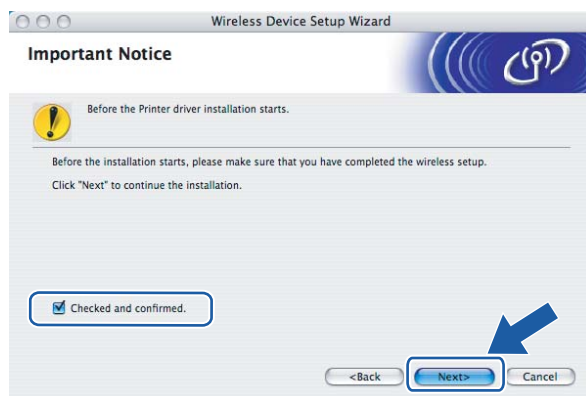 Wireless Device Setup Wizard
Important Notice
Before the Printer driver installation starts.
Before the installation starts, please make sure that you have completed the wireless setup.
Click "Next" to continue the installation.
Checked and confirmed.
<Back Next> Cancel